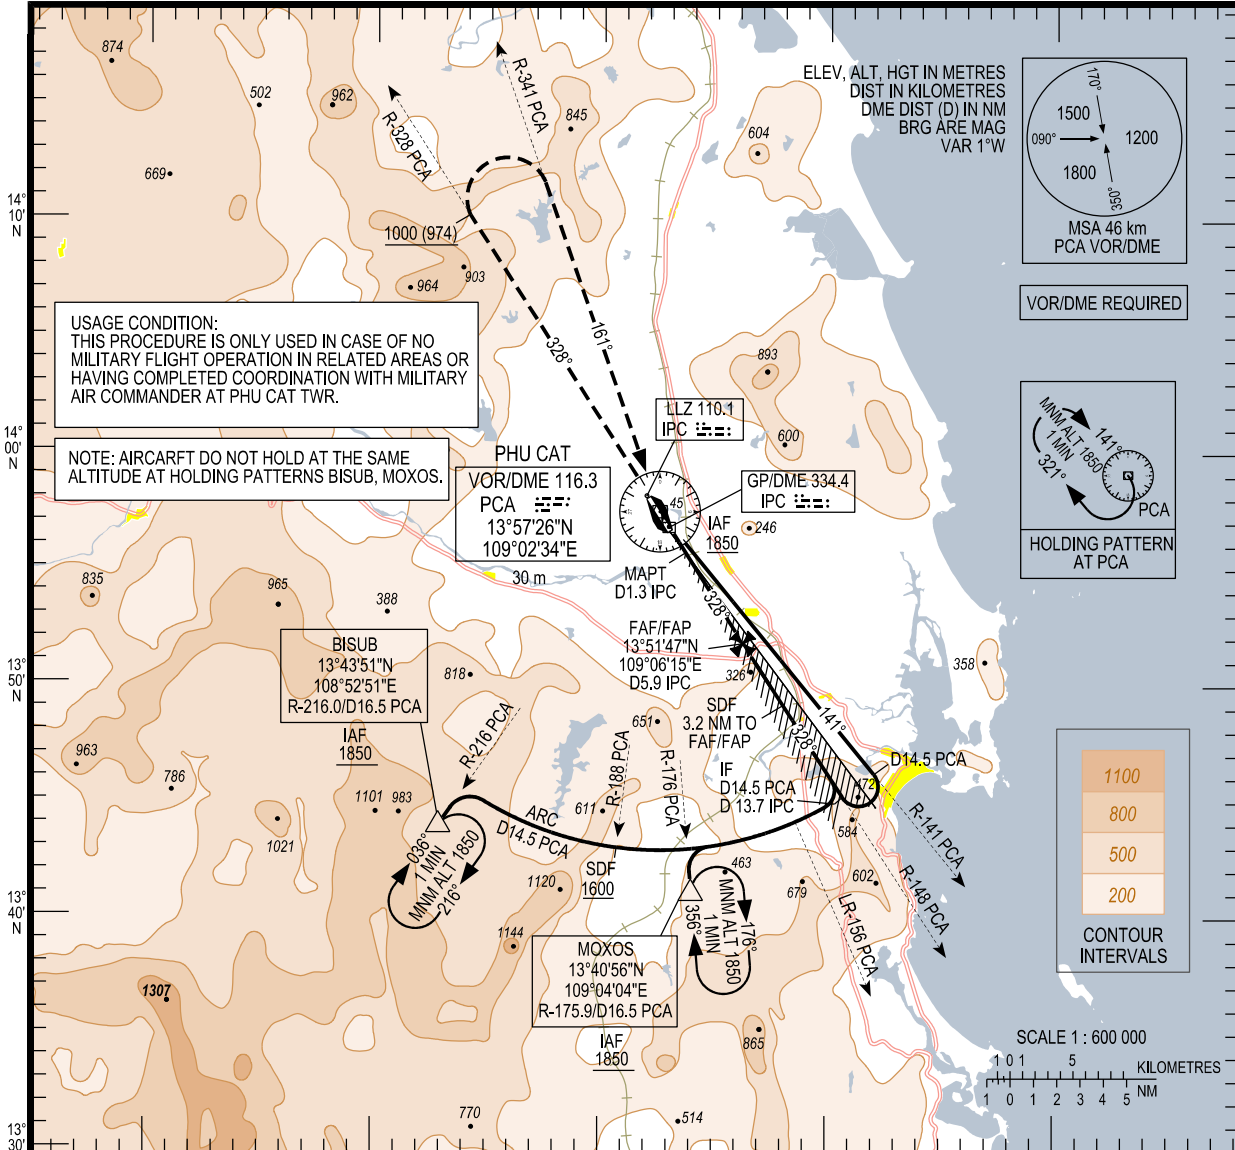 874
502
962
845
604
669
R-341 PCA
R-328 PCA
ELEV, ALT, HGT IN METRES
DIST IN KILOMETRES
DME DIST (D) IN NM
BRG ARE MAG
VAR 1°W
170°
1500
090°
1200
1800
350°
MSA 46 km
PCA VOR/DME
14°
10'
N
1000 (974)
903
964
VOR/DME REQUIRED
USAGE CONDITION:
THIS PROCEDURE IS ONLY USED IN CASE OF NO
MILITARY FLIGHT OPERATION IN RELATED AREAS OR
HAVING COMPLETED COORDINATION WITH MILITARY
AIR COMMANDER AT PHU CAT TWR.
328°
161°
893
600
14°
00'
N
NOTE: AIRCARFT DO NOT HOLD AT THE SAME
ALTITUDE AT HOLDING PATTERNS BISUB, MOXOS.
LLZ 110.1
IPC
PHU CAT
VOR/DME 116.3
PCA
13°57'26"N
109°02'34"E
30 m
45
GP/DME 334.4
IPC
IAF
1850
246
MNM ALT 1850
1 MIN
141°
321°
PCA
HOLDING PATTERN
AT PCA
MAPT
D1.3 IPC
328°
FAF/FAP
13°51'47"N
109°06'15"E
D5.9 IPC
326
358
835
965
388
818
BISUB
13°43'51"N
108°52'51"E
R-216.0/D16.5 PCA
IAF
1850
13°
50'
N
SDF
3.2 NM TO
FAF/FAP
328°
141°
963
786
1101
983
1021
R-216 PCA
651
R-188 PCA
R-176 PCA
611
IF
D14.5 PCA
D 13.7 IPC
D14.5 PCA
172
584
ARC
D14.5 PCA
036°
1 MIN
MNM ALT 1850
216°
SDF
1600
1120
1144
463
679
602
R-141 PCA
R-148 PCA
LR-156 PCA
13°
40'
N
356°
1 MIN
MNM ALT 1850
176°
MOXOS
13°40'56"N
109°04'04"E
R-175.9/D16.5 PCA
IAF
1850
1307
865
770
514
1100
800
500
200
CONTOUR
INTERVALS
SCALE 1 : 600 000
1 0 1 5
KILOMETRES
NM
1 0 1 2 3 4 5
13°
30'
N